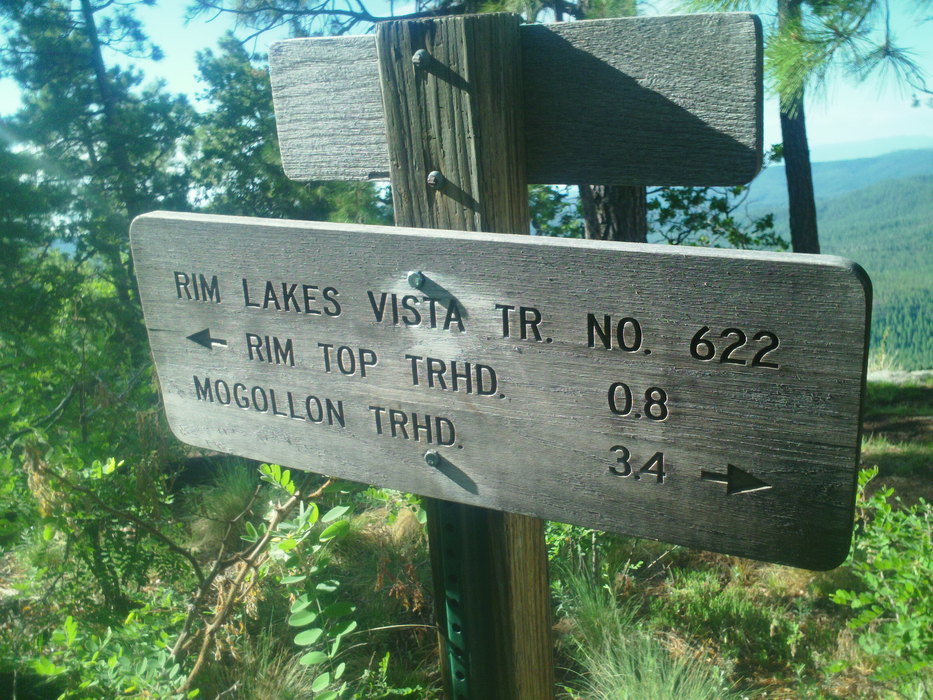 RIM LAKES VISTA TR. NO. 622
← RIM TOP TRHD. 0.8
MOGOLLON TRHD. 3.4 →